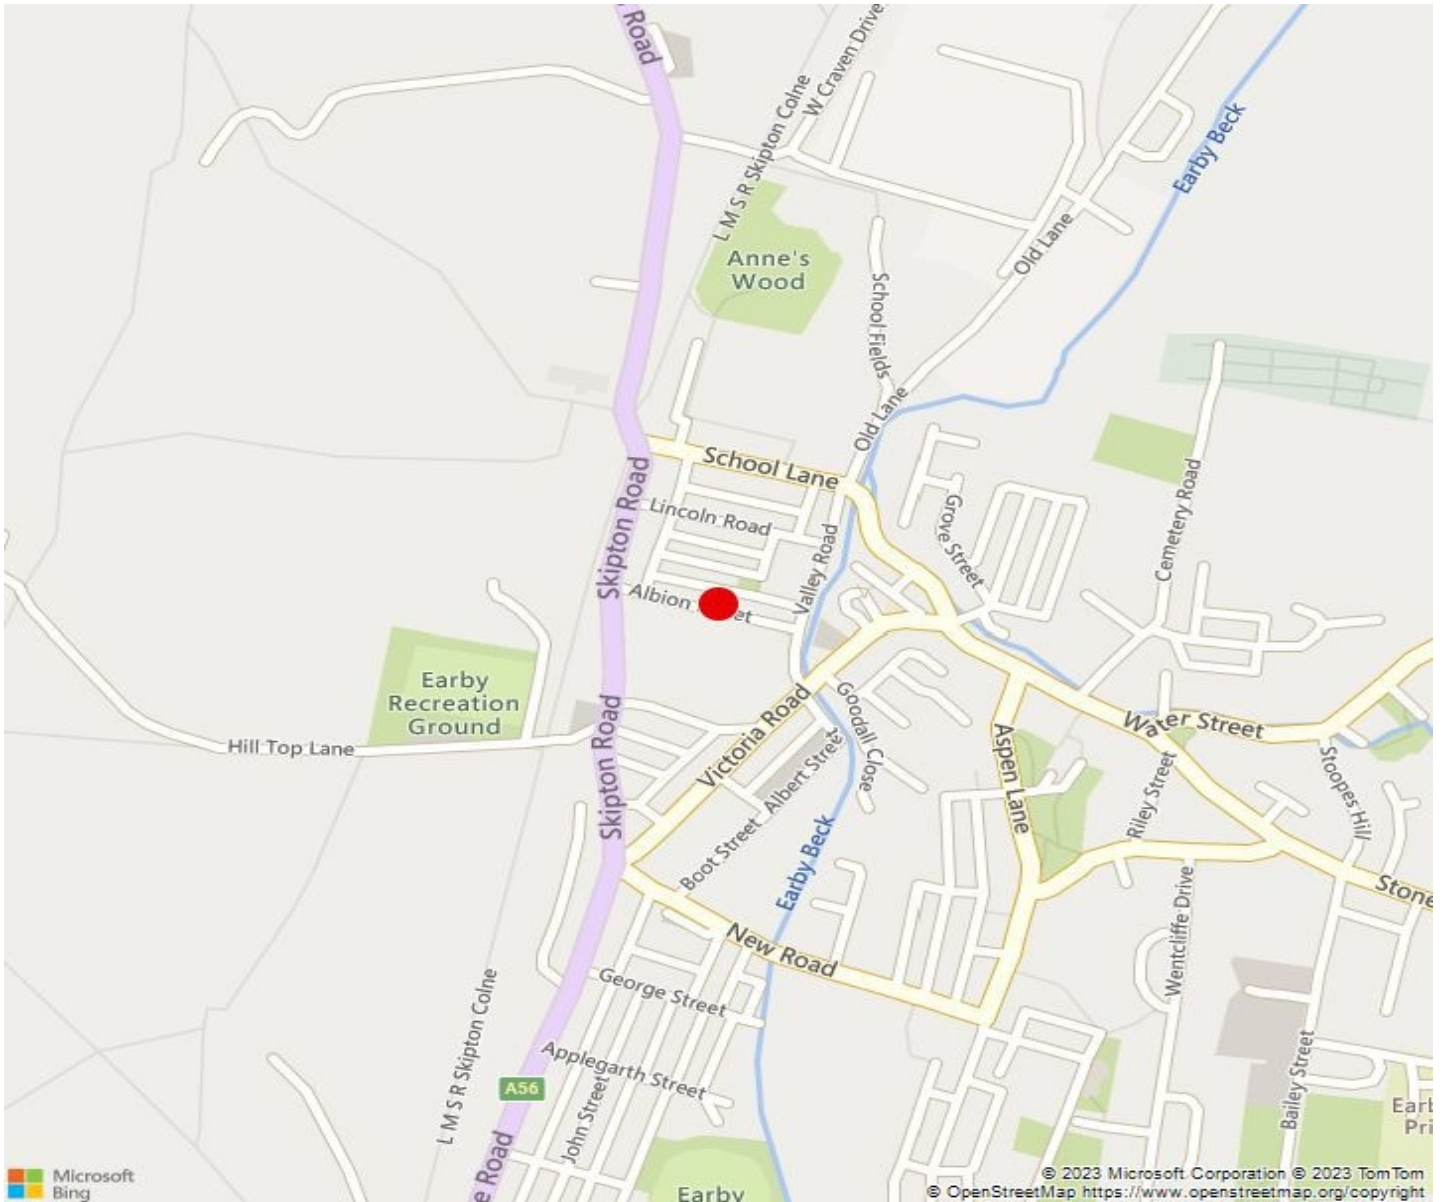 Road
W Craven Drive
L M S R Skipton Colne
Earby Beck
Anne's
Wood
Old Lane
School Fields
Old Lane
School Lane
Skipton Road
Lincoln Road
Grove Street
Cemetery Road
Valley Road
Albion
et
Earby
Recreation
Ground
Hill Top Lane
Skipton Road
Victoria Road
Goodall Close
Albert Street
Water Street
Aspen Lane
Stoopes Hill
Riley Street
Boot Street
Earby Beck
Stone
Wentcliffe Drive
New Road
George Street
L M S R Skipton Colne
Applegarth Street
A56
John Street
Bailey Street
Earb
Pri
e Road
Earby
Microsoft
Bing
© 2023 Microsoft Corporation © 2023 TomTom
© OpenStreetMap https://www.openstreetmap.org/copyright